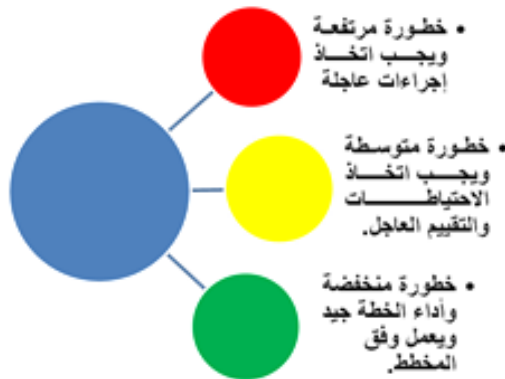 • خطورة مرتفعة
ويجب اتخاذ
إجراءات عاجلة
• خطورة متوسطة
ويجب اتخاذ
الاحتياطات
والتقييم العاجل.
• خطورة منخفضة
وأداء الخطة جيد
ويعمل وفق
المخطط.